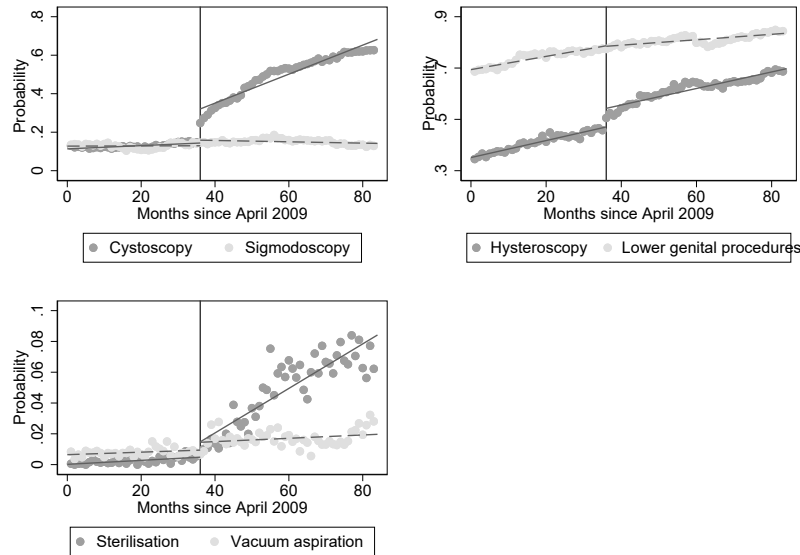 Probability
.8
.6
.4
.2
0
0 20 40 60 80
Months since April 2009
Cystoscopy Sigmodoscopy
Probability
.9
.7
.5
.3
0 20 40 60 80
Months since April 2009
Hysteroscopy Lower genital procedures
Probability
.1
.08
.06
.04
.02
0
0 20 40 60 80
Months since April 2009
Sterilisation Vacuum aspiration